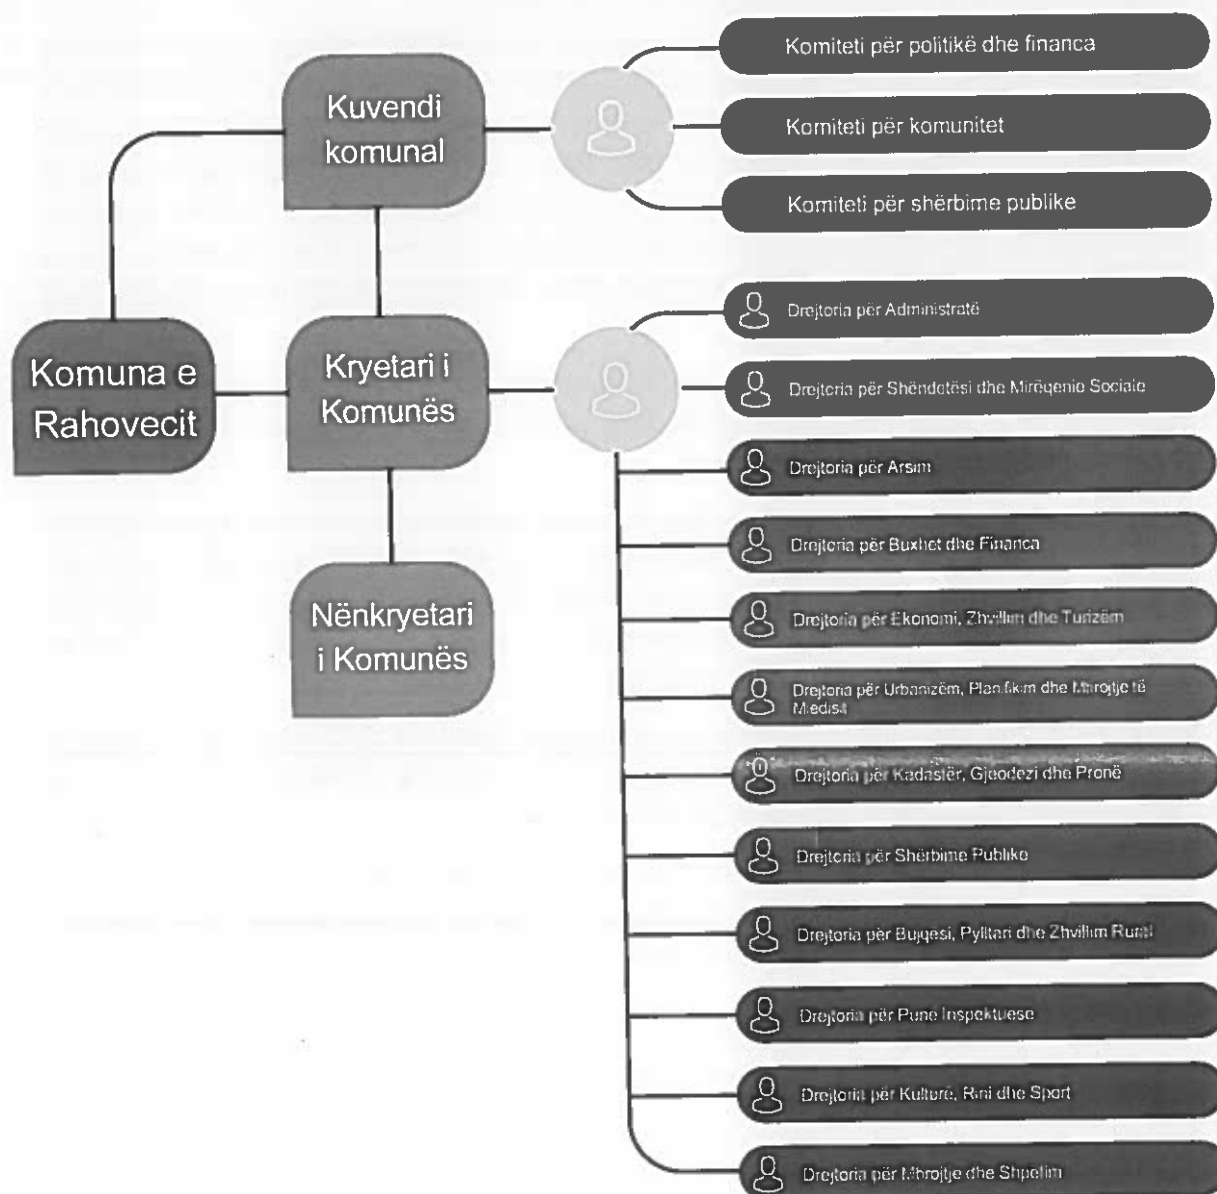 Komiteti për politikë dhe financa
Kuvendi
komunal
Komiteti për komunitet
Komiteti për shërbime publike
Komuna e
Rahovecit
Kryetari i
Komunës
Nënkryetari
i Komunës
Drejtoria për Administratë
Drejtoria për Shëndetësi dhe Mirëqenie Sociale
Drejtoria për Arsim
Drejtoria për Buxhet dhe Financa
Drejtoria për Ekonomi, Zhvillim dhe Turizëm
Drejtoria për Urbanizëm, Planifikim dhe Mbrojtje të
Mjedisit
Drejtoria për Kadastër, Gjeodezi dhe Pronë
Drejtoria për Shërbime Publike
Drejtoria për Bujqësi, Pylltari dhe Zhvillim Rural
Drejtoria për Punë Inspektuese
Drejtoria për Kulturë, Rini dhe Sport
Drejtoria për Mbrojtje dhe Shpëtim